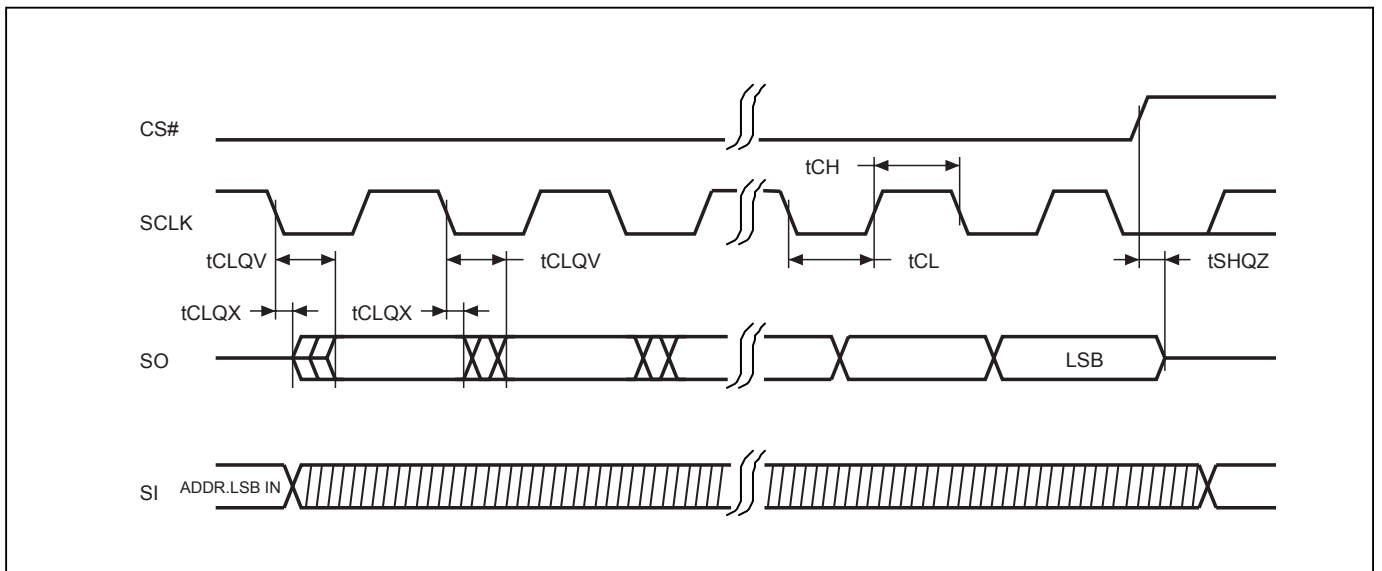 CS#
tCH
SCLK
tCLQV
tCLQV
tCL
tSHQZ
tCLQX
tCLQX
SO
LSB
SI
ADDR.LSB IN